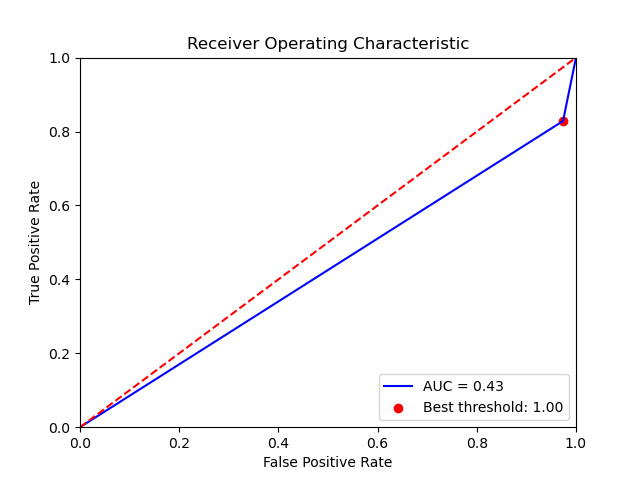 Receiver Operating Characteristic
True Positive Rate
1.0
0.8
0.6
0.4
0.2
0.0
AUC = 0.43
Best threshold: 1.00
0.0 0.2 0.4 0.6 0.8 1.0
False Positive Rate